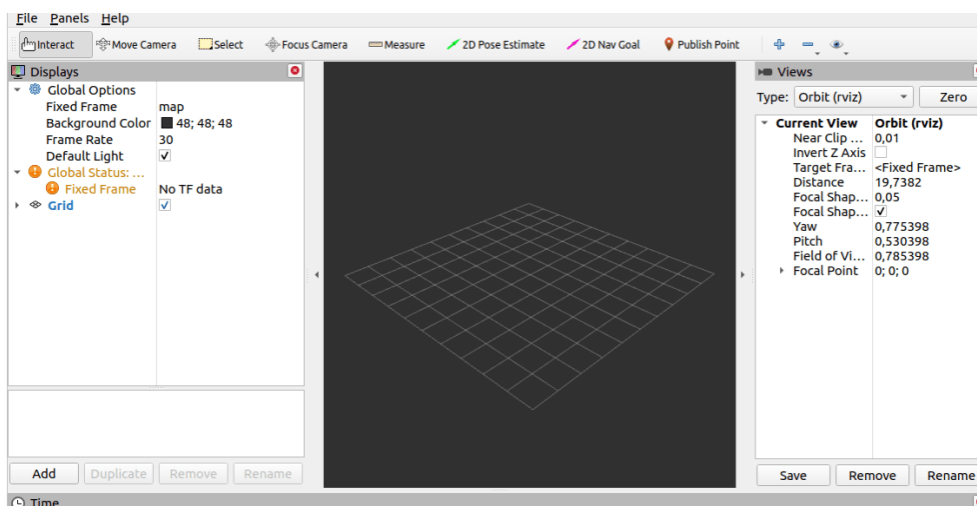 File Panels Help
Interact Move Camera Select Focus Camera Measure 2D Pose Estimate 2D Nav Goal Publish Point
Displays
Global Options
Fixed Frame map
Background Color 48; 48; 48
Frame Rate 30
Default Light
Global Status: ...
Fixed Frame No TF data
Grid
Add Duplicate Remove Rename
Views
Type: Orbit (rviz) Zero
Current View Orbit (rviz)
Near Clip ... 0,01
Invert Z Axis
Target Fra... <Fixed Frame>
Distance 19,7382
Focal Shap... 0,05
Focal Shap...
Yaw 0,775398
Pitch 0,530398
Field of Vi... 0,785398
Focal Point 0; 0; 0
Save Remove Rename
Time